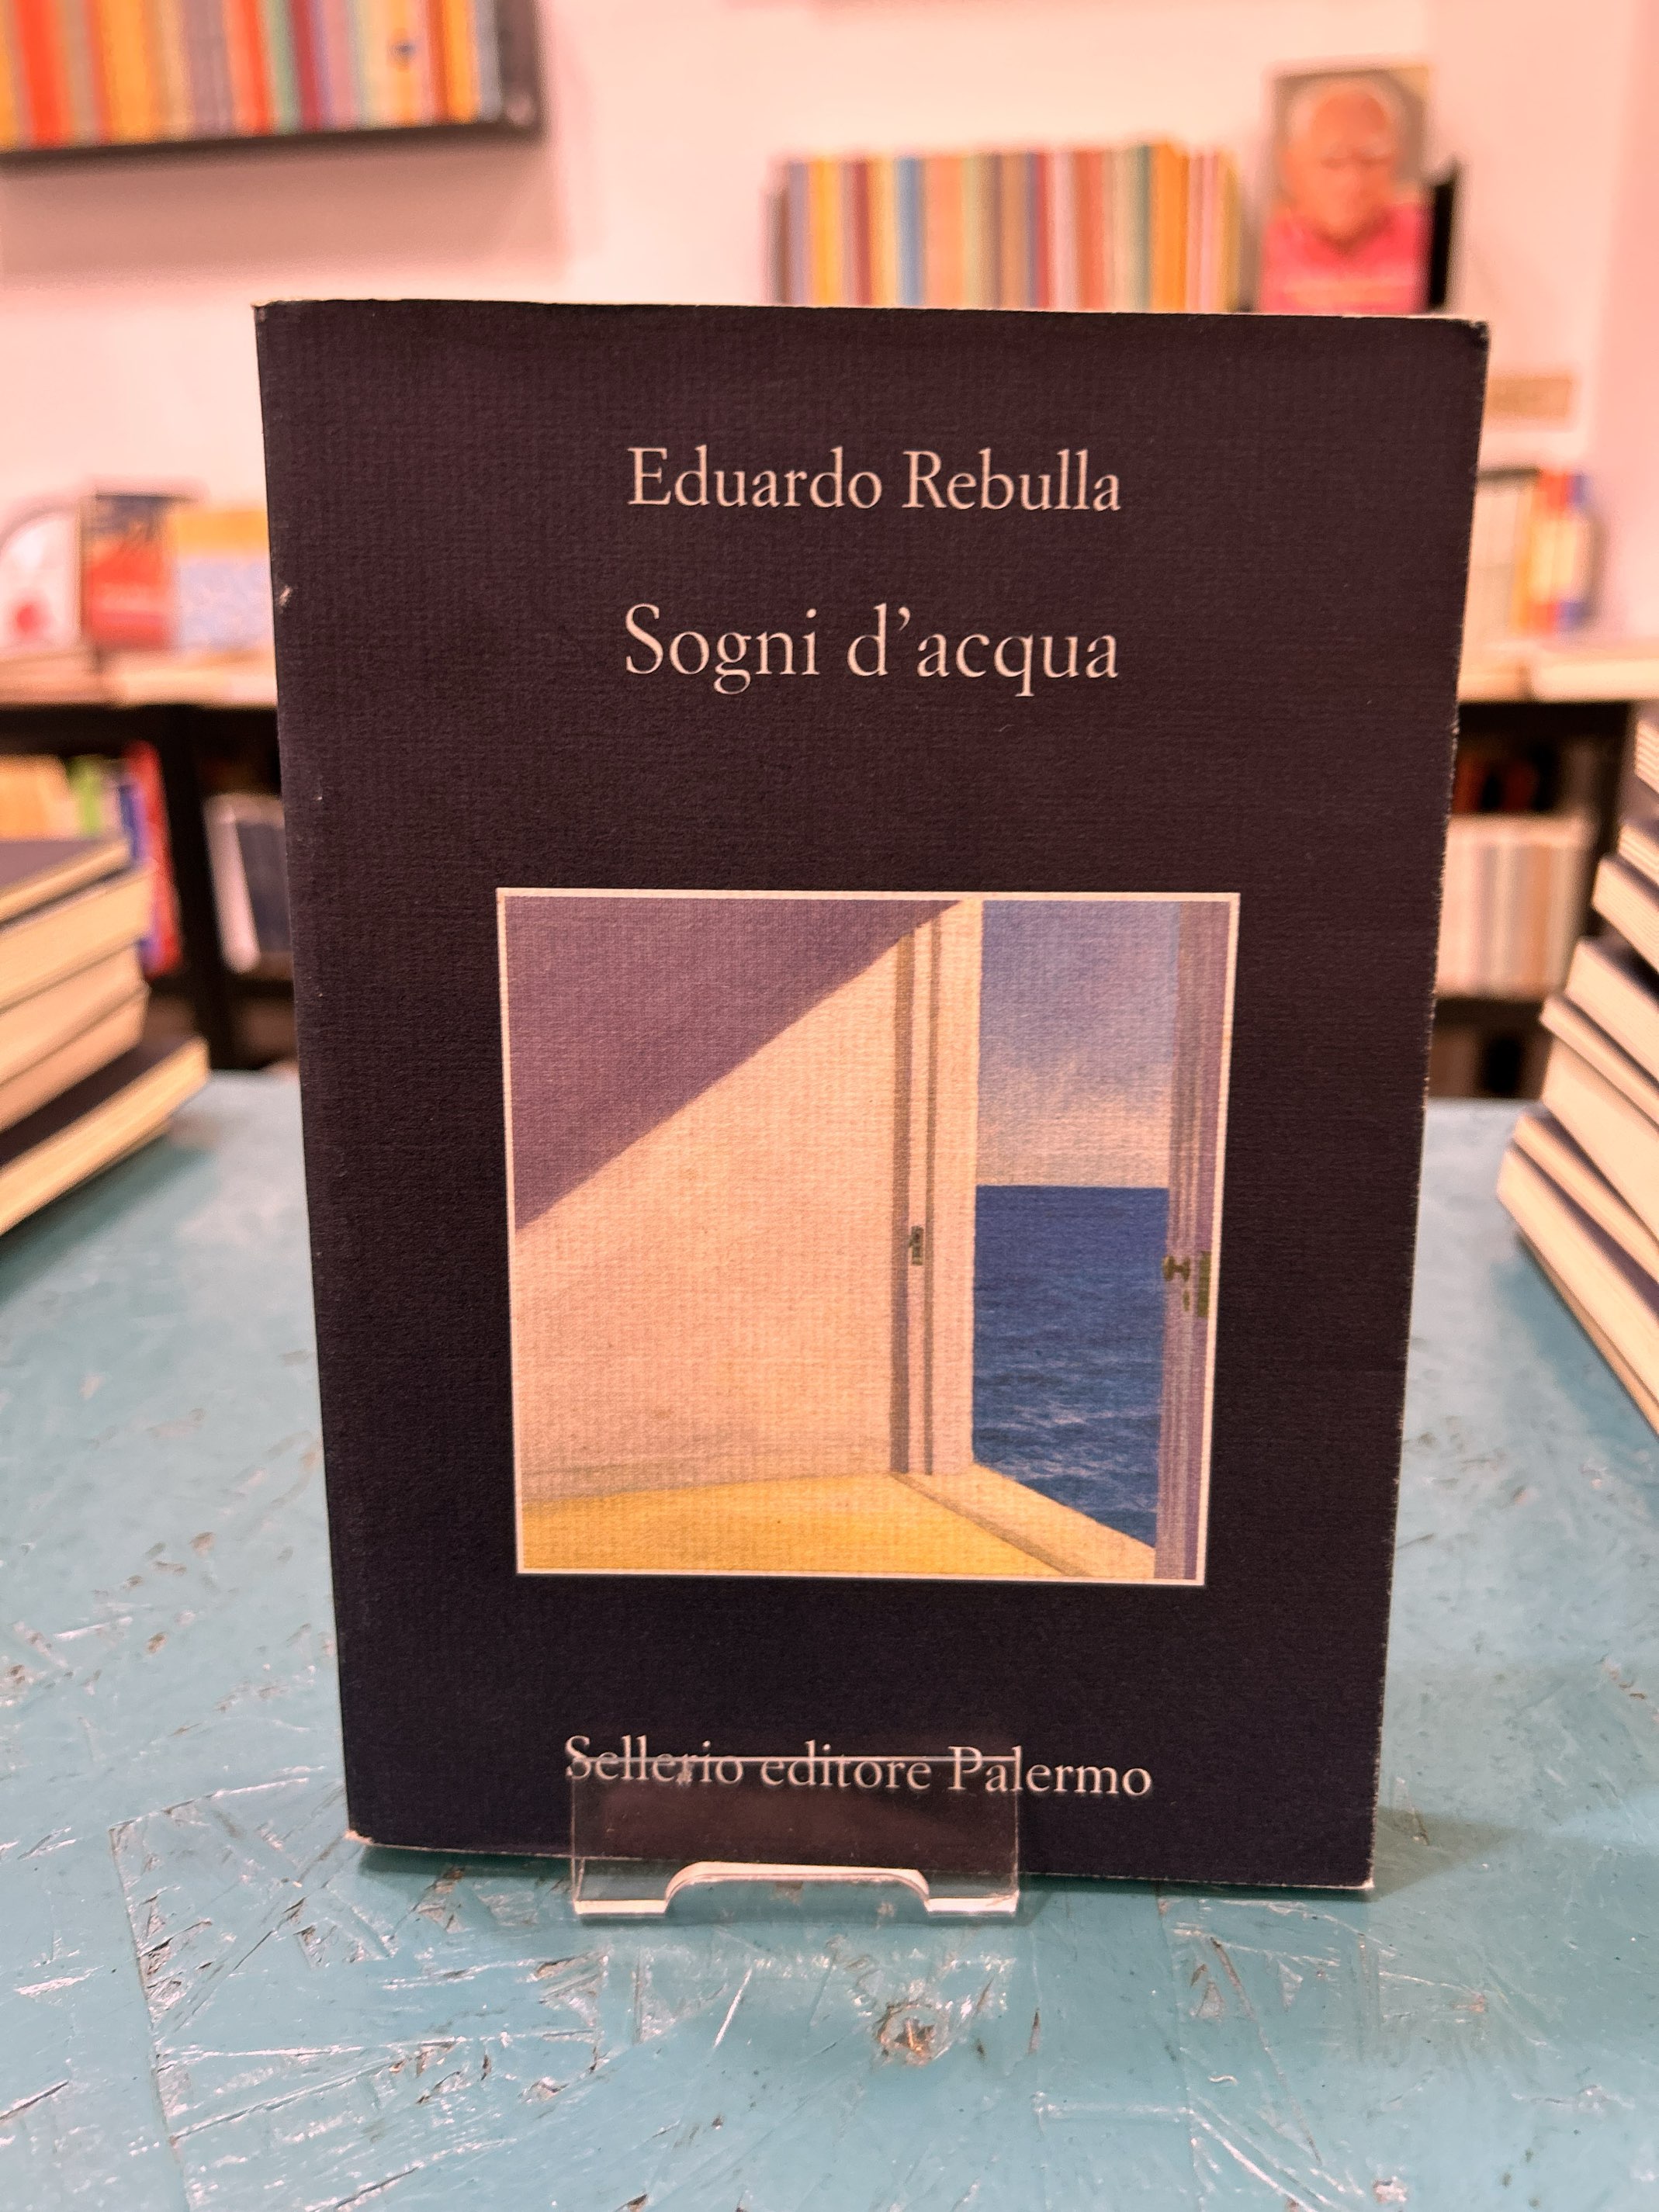 Eduardo Rebulla
Sogni d'acqua
Sellerio editore Palermo